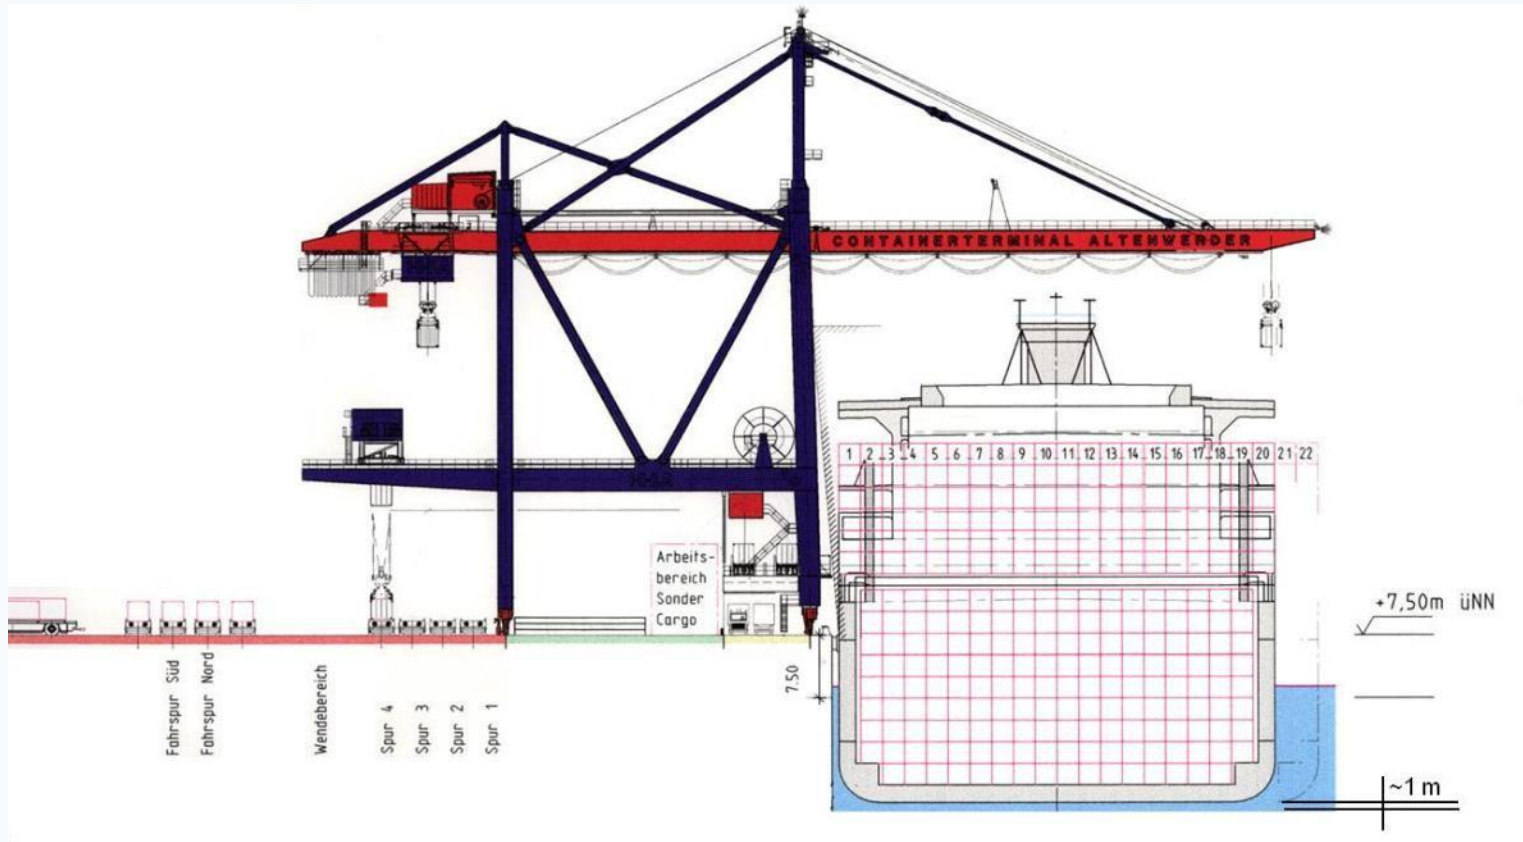 CONTAINERTERMINAL ALTENWERDER
1 2 3 4 5 6 7 8 9 10 11 12 13 14 15 16 17 18 19 20 21 22
HHLA
Arbeits-
bereich
Sonder
Cargo
+7,50m üNN
7.50
Fahrspur Süd
Fahrspur Nord
Wendebereich
Spur 4
Spur 3
Spur 2
Spur 1
~1 m